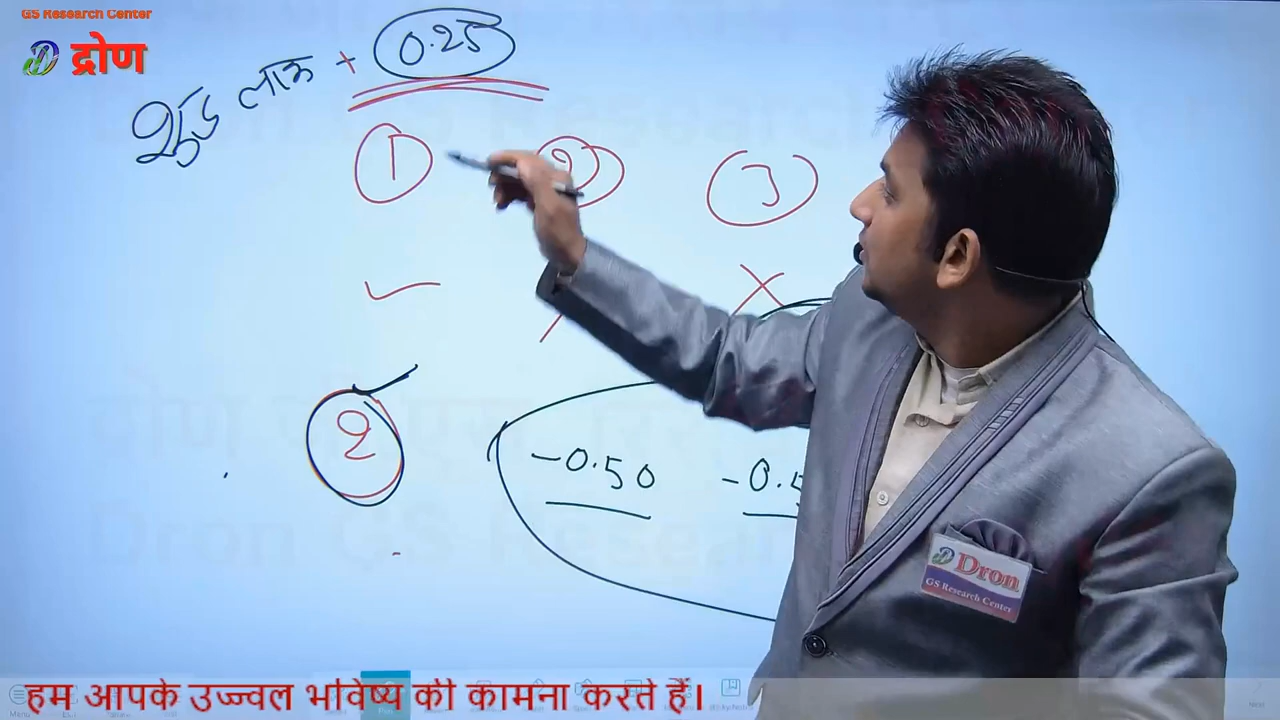 GS Research Center
द्रोण
शुद्ध लाभ + 0.25
1 2 3
2
-0.50 -0.5
Dron
GS Research Center
हम आपके उज्ज्वल भविष्य की कामना करते हैं।